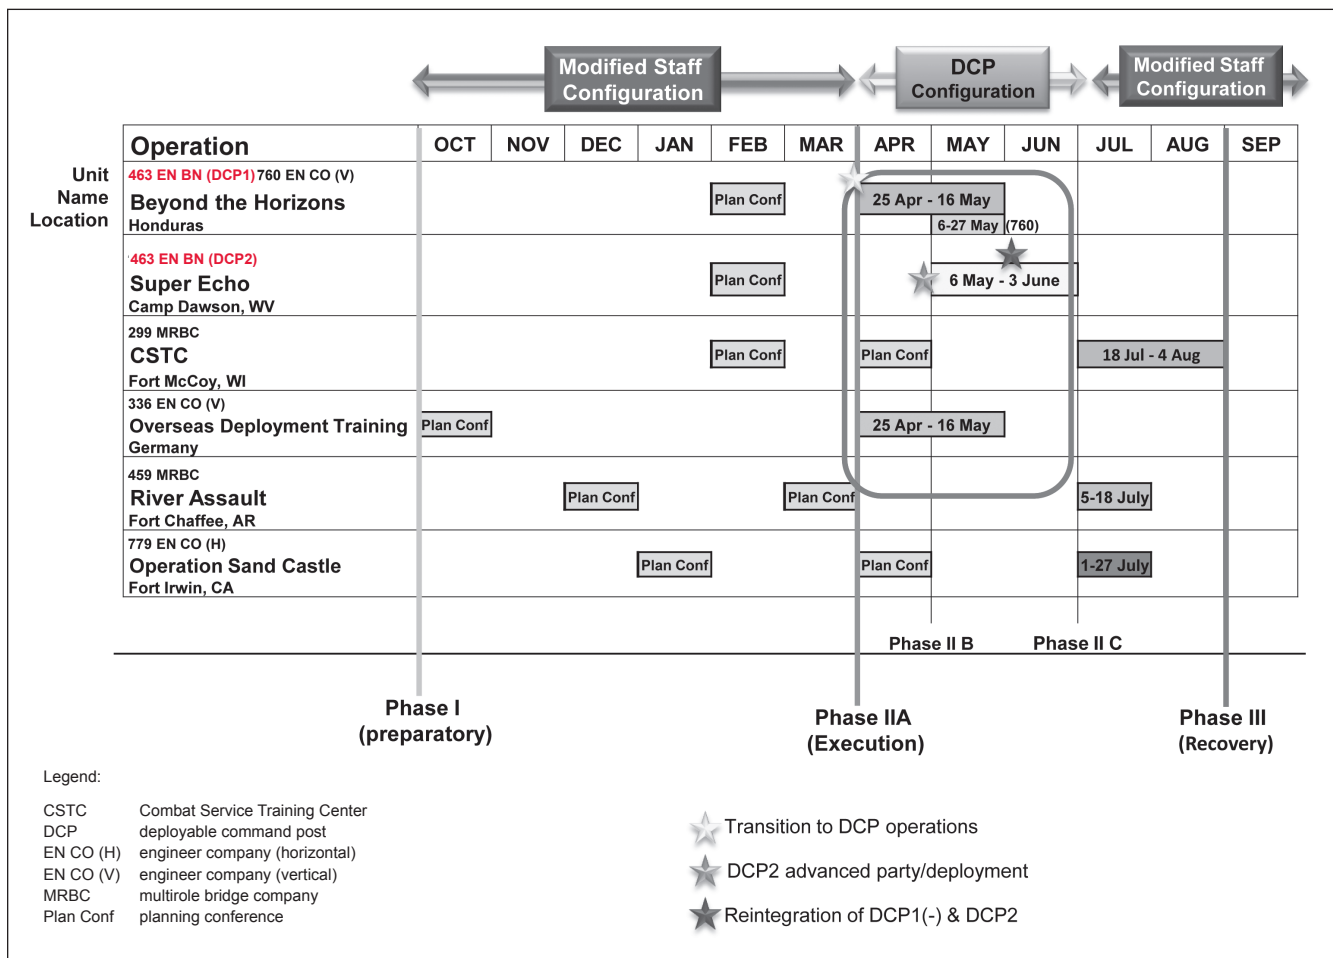 Modified Staff
Configuration
DCP
Configuration
Modified Staff
Configuration
Operation
OCT NOV DEC JAN FEB MAR APR MAY JUN JUL AUG SEP
Unit
Name
Location
463 EN BN (DCP1) 760 EN CO (V)
Beyond the Horizons
Honduras
Plan Conf
25 Apr - 16 May
6-27 May (760)
463 EN BN (DCP2)
Super Echo
Camp Dawson, WV
Plan Conf
6 May - 3 June
299 MRBC
CSTC
Fort McCoy, WI
Plan Conf
Plan Conf
18 Jul - 4 Aug
336 EN CO (V)
Overseas Deployment Training
Germany
Plan Conf
25 Apr - 16 May
459 MRBC
River Assault
Fort Chaffee, AR
Plan Conf
Plan Conf
5-18 July
779 EN CO (H)
Operation Sand Castle
Fort Irwin, CA
Plan Conf
Plan Conf
1-27 July
Phase II B
Phase II C
Phase I
(preparatory)
Phase IIA
(Execution)
Phase III
(Recovery)
Legend:
CSTC Combat Service Training Center
DCP deployable command post
EN CO (H) engineer company (horizontal)
EN CO (V) engineer company (vertical)
MRBC multirole bridge company
Plan Conf planning conference
Transition to DCP operations
DCP2 advanced party/deployment
Reintegration of DCP1(-) & DCP2